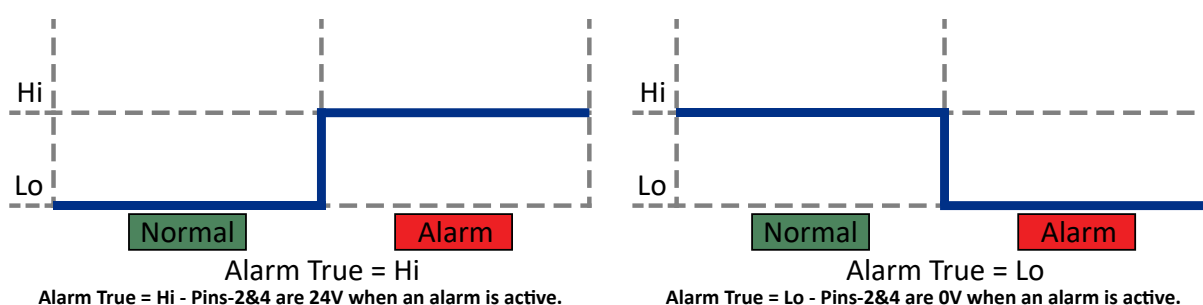 Hi
Lo
Normal Alarm
Alarm True = Hi
Alarm True = Hi - Pins-2&4 are 24V when an alarm is active.
Hi
Lo
Normal Alarm
Alarm True = Lo
Alarm True = Lo - Pins-2&4 are 0V when an alarm is active.